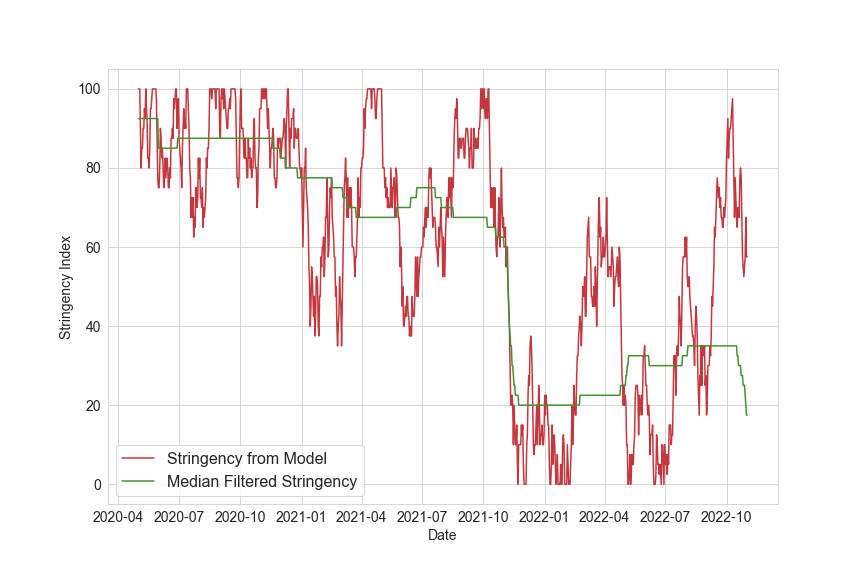 100
80
60
40
20
0
Stringency Index
Stringency from Model
Median Filtered Stringency
2020-04 2020-07 2020-10 2021-01 2021-04 2021-07 2021-10 2022-01 2022-04 2022-07 2022-10
Date